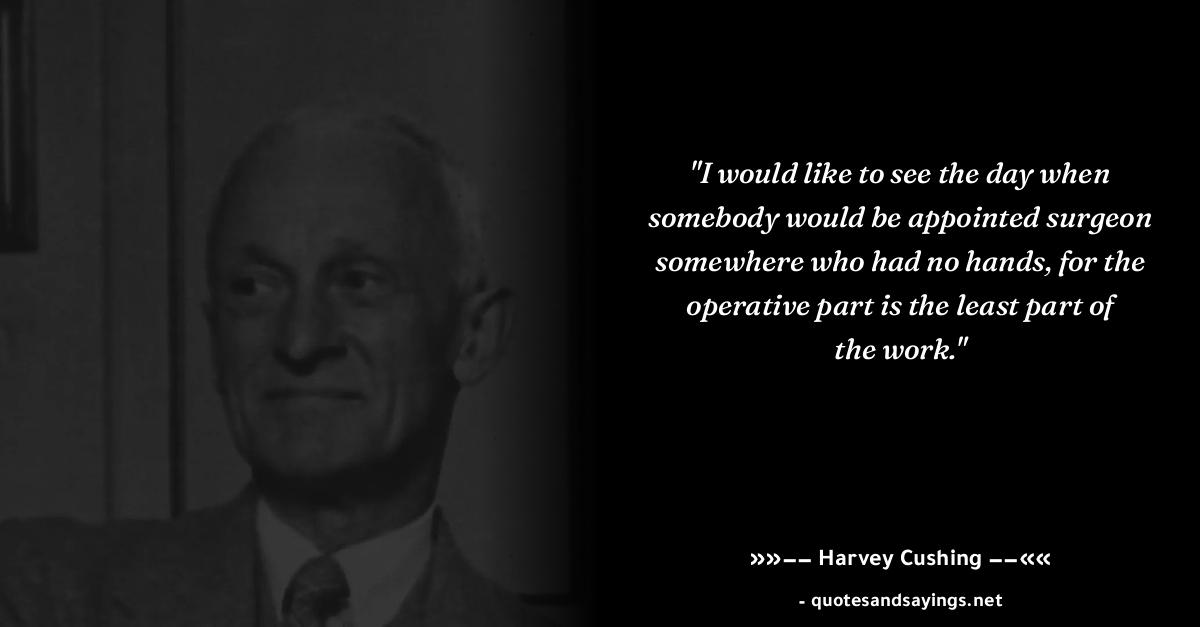 "I would like to see the day when
somebody would be appointed surgeon
somewhere who had no hands, for the
operative part is the least part of
the work."
»»−− Harvey Cushing −−««
- quotesandsayings.net